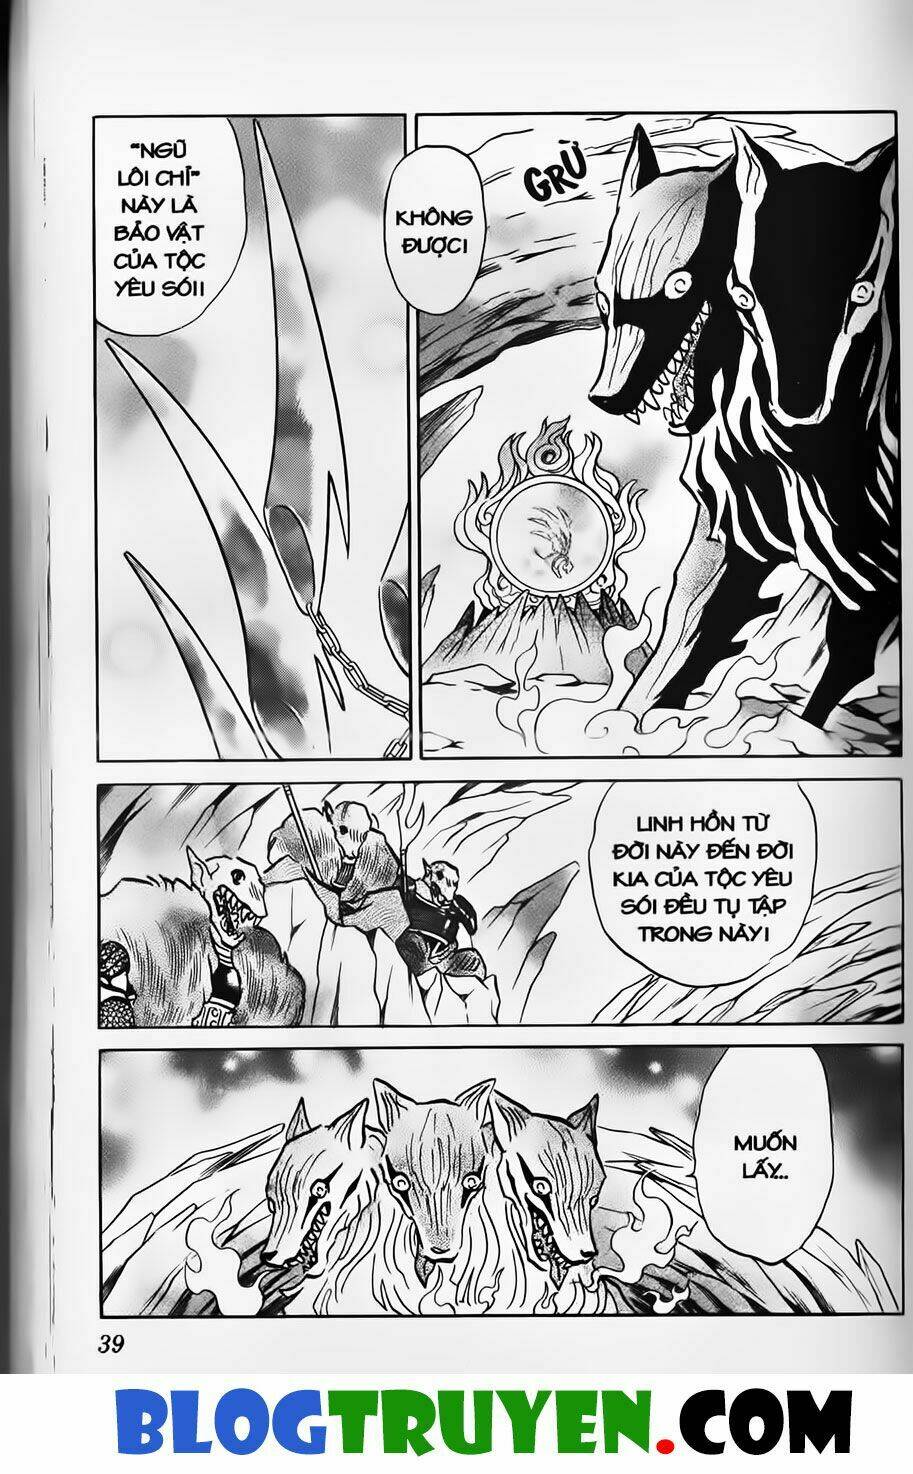 GRỪ
KHÔNG
ĐƯỢC!
"NGŨ
LÔI CHỈ"
NÀY LÀ
BẢO VẬT
CỦA TỘC
YÊU SÓI!
LINH HỒN TỪ
ĐỜI NÀY ĐẾN ĐỜI
KIA CỦA TỘC YÊU
SÓI ĐỀU TỤ TẬP
TRONG NÀY!
MUỐN
LẤY...
39
BLOGTRUYEN.COM